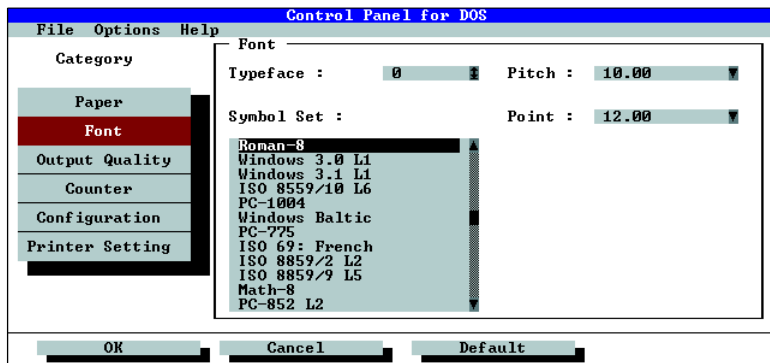 Control Panel for DOS
File Options Help
Category
Paper
Font
Output Quality
Counter
Configuration
Printer Setting
Font
Typeface : 0 Pitch : 10.00
Symbol Set : Point : 12.00
Roman-8
Windows 3.0 L1
Windows 3.1 L1
ISO 8559/10 L6
PC-1004
Windows Baltic
PC-775
ISO 69: French
ISO 8859/2 L2
ISO 8859/9 L5
Math-8
PC-852 L2
OK Cancel Default